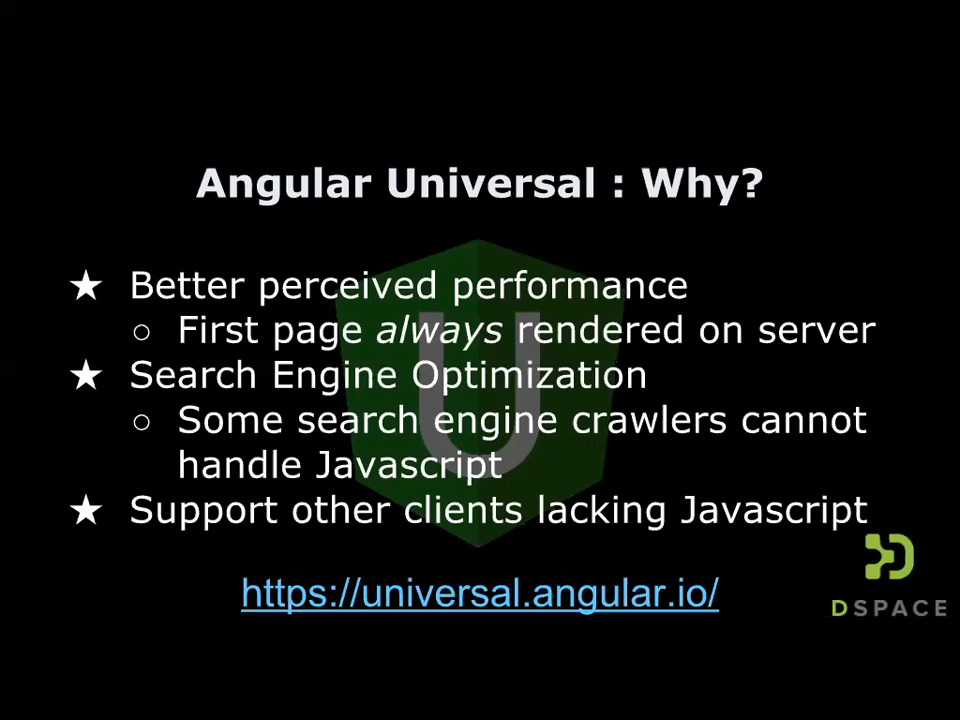 Angular Universal : Why?
★ Better perceived performance
○ First page always rendered on server
★ Search Engine Optimization
○ Some search engine crawlers cannot
handle Javascript
★ Support other clients lacking Javascript
https://universal.angular.io/
DSPACE
U